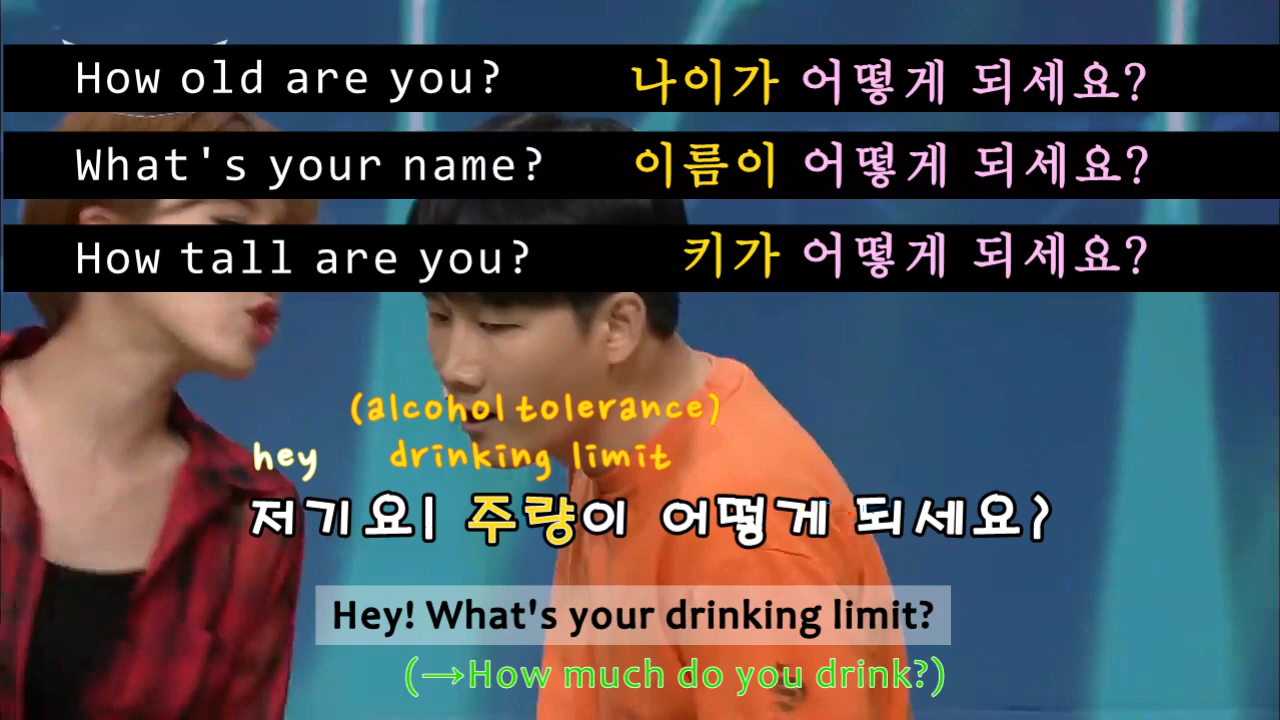 How old are you? 나이가 어떻게 되세요?
What's your name? 이름이 어떻게 되세요?
How tall are you? 키가 어떻게 되세요?
(alcohol tolerance)
hey drinking limit
저기요| 주량이 어떻게 되세요?
Hey! What's your drinking limit?
(→How much do you drink?)